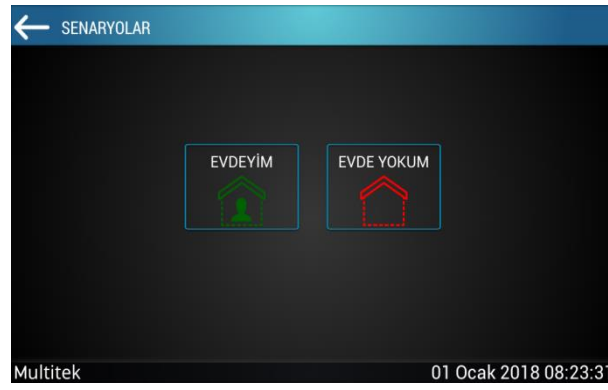 SENARYOLAR
EVDEYİM
EVDE YOKUM
Multitek
01 Ocak 2018 08:23:3